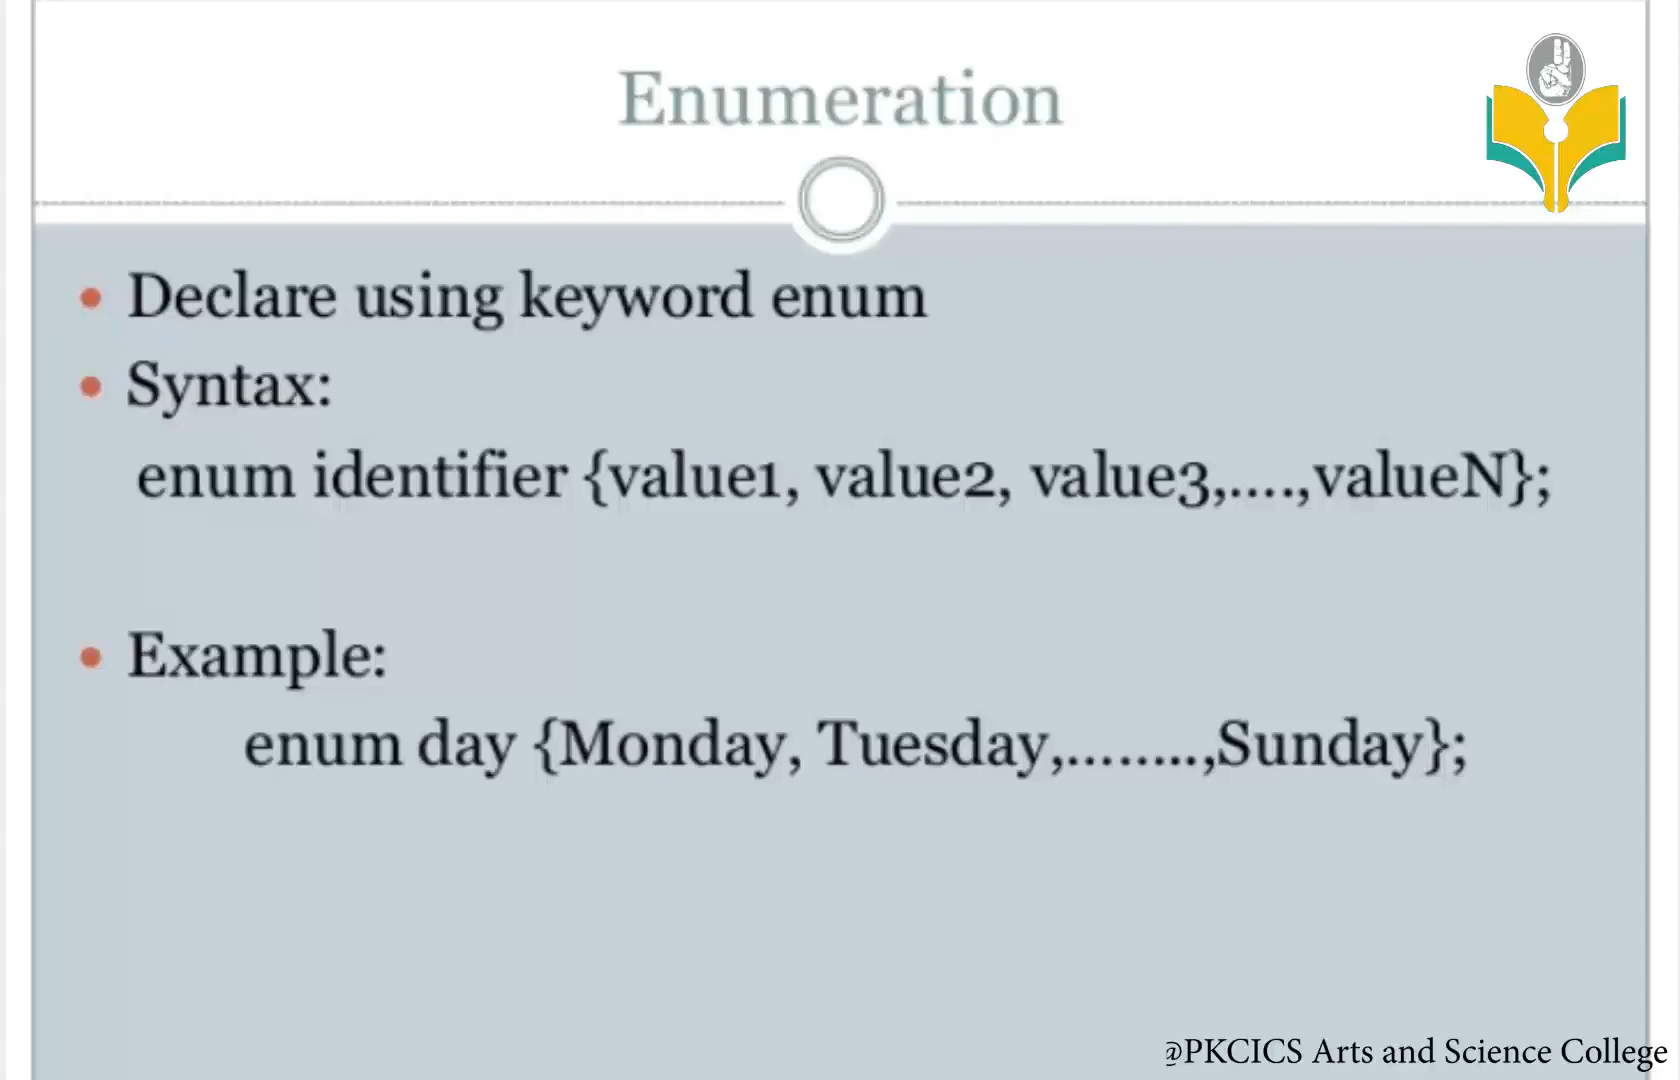 Enumeration
Declare using keyword enum
Syntax:
enum identifier {value1, value2, value3,....,valueN};
Example:
enum day {Monday, Tuesday,.........,Sunday};
@PKCICS Arts and Science College